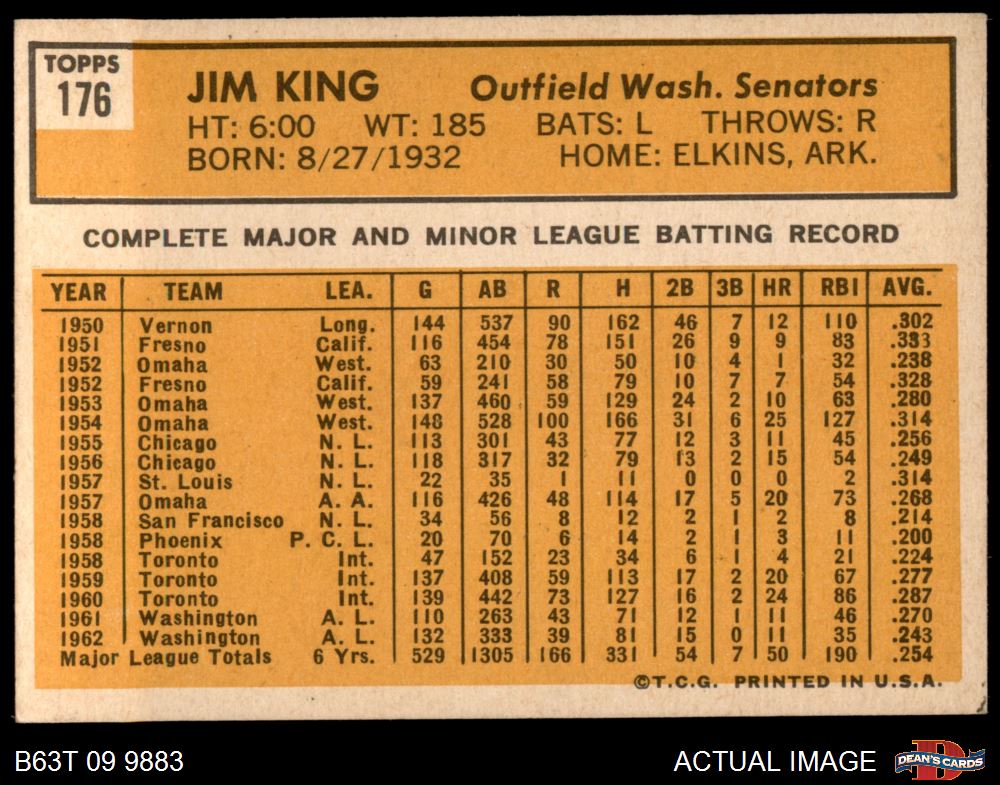 TOPPS
176
JIM KING Outfield Wash. Senators
HT: 6:00 WT: 185 BATS: L THROWS: R
BORN: 8/27/1932 HOME: ELKINS, ARK.
COMPLETE MAJOR AND MINOR LEAGUE BATTING RECORD
YEAR TEAM LEA. G AB R H 2B 3B HR RBI AVG.
1950 Vernon Long. 144 537 90 162 46 7 12 110 .302
1951 Fresno Calif. 116 454 78 151 26 9 9 83 .333
1952 Omaha West. 63 210 30 50 10 4 1 32 .238
1952 Fresno Calif. 59 241 58 79 10 7 7 54 .328
1953 Omaha West. 137 460 59 129 24 2 10 63 .280
1954 Omaha West. 148 528 100 166 31 6 25 127 .314
1955 Chicago N. L. 113 301 43 77 12 3 11 45 .256
1956 Chicago N. L. 118 317 32 79 13 2 15 54 .249
1957 St. Louis N. L. 22 35 1 11 0 0 0 2 .314
1957 Omaha A. A. 116 426 48 114 17 5 20 73 .268
1958 San Francisco N. L. 34 56 8 12 2 1 2 8 .214
1958 Phoenix P. C. L. 20 70 6 14 2 1 3 11 .200
1958 Toronto Int. 47 152 23 34 6 1 4 21 .224
1959 Toronto Int. 137 408 59 113 17 2 20 67 .277
1960 Toronto Int. 139 442 73 127 16 2 24 86 .287
1961 Washington A. L. 110 263 43 71 12 1 11 46 .270
1962 Washington A. L. 132 333 39 81 15 0 11 35 .243
Major League Totals 6 Yrs. 529 1305 166 331 54 7 50 190 .254
©T.C.G. PRINTED IN U.S.A.
B63T 09 9883 ACTUAL IMAGE DEAN'S CARDS